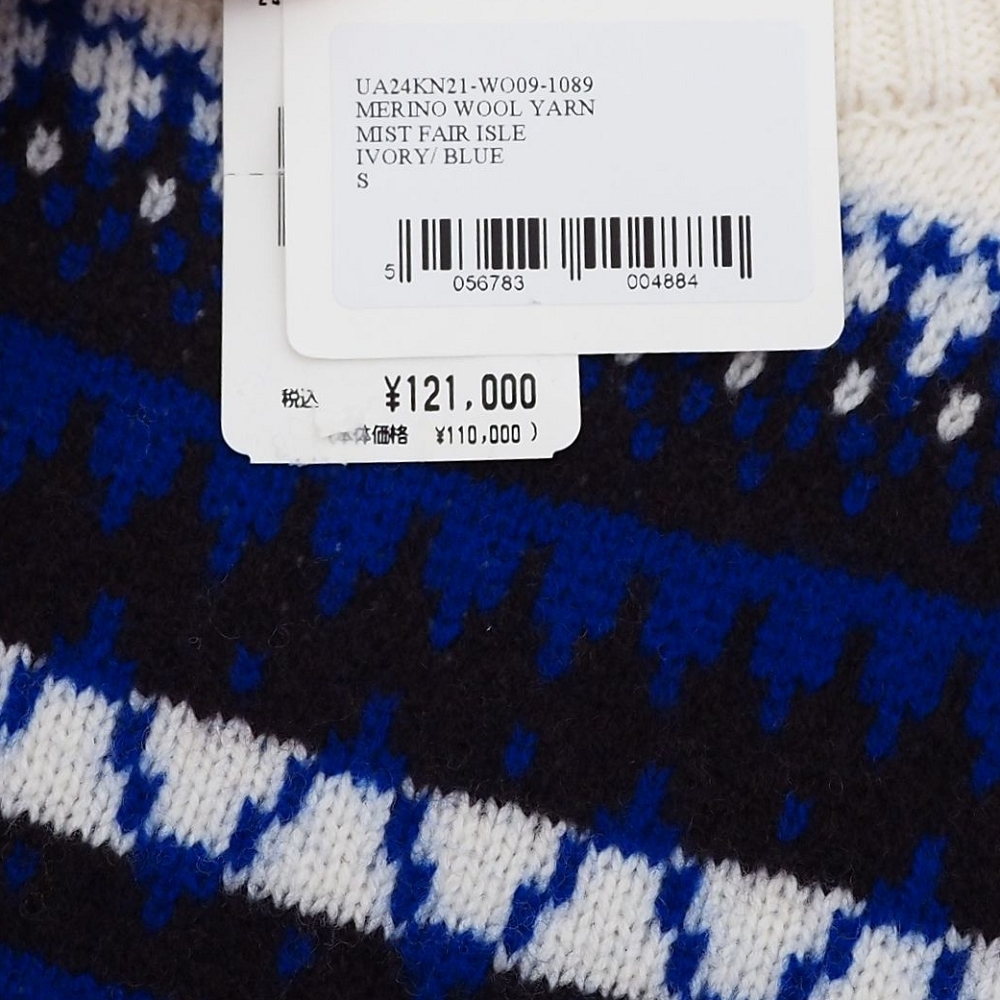 UA24KN21-WO09-1089
MERINO WOOL YARN
MIST FAIR ISLE
IVORY/ BLUE
S
5 056783 004884
税込 ¥121,000
本体価格 ¥110,000 )